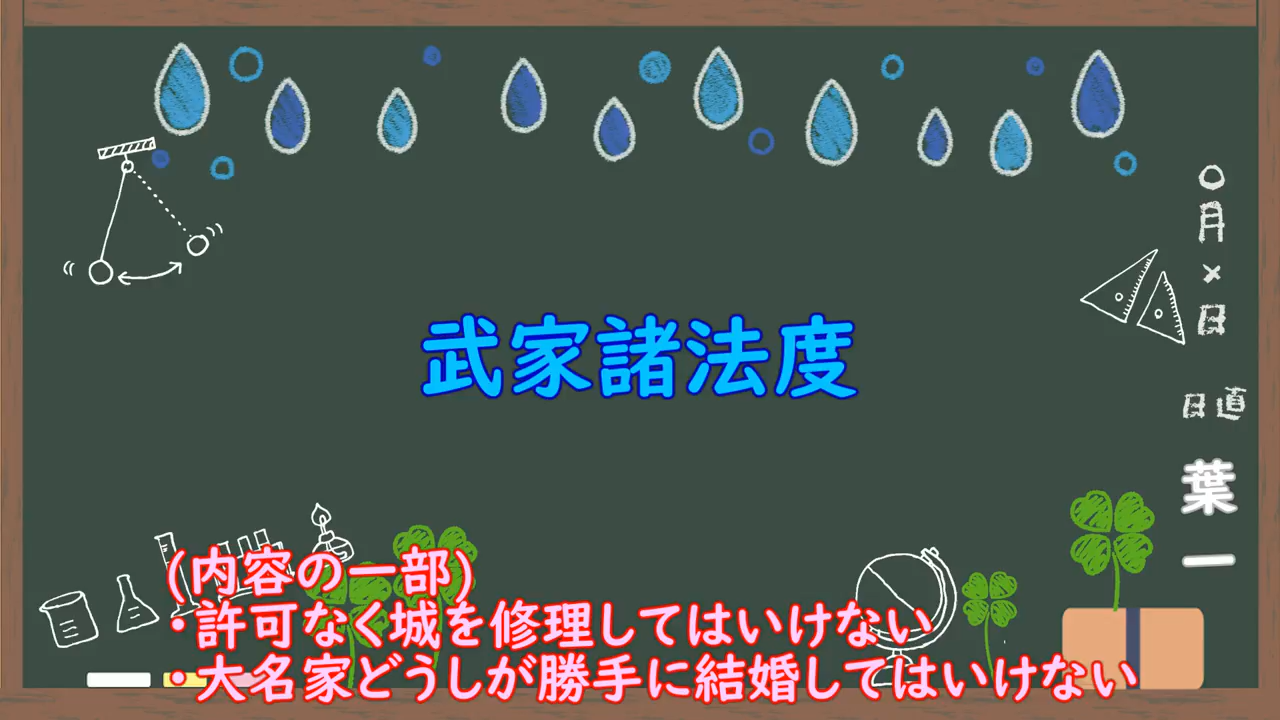 武家諸法度
〇月×日
日直
葉一
(内容の一部)
・許可なく城を修理してはいけない
・大名家どうしが勝手に結婚してはいけない